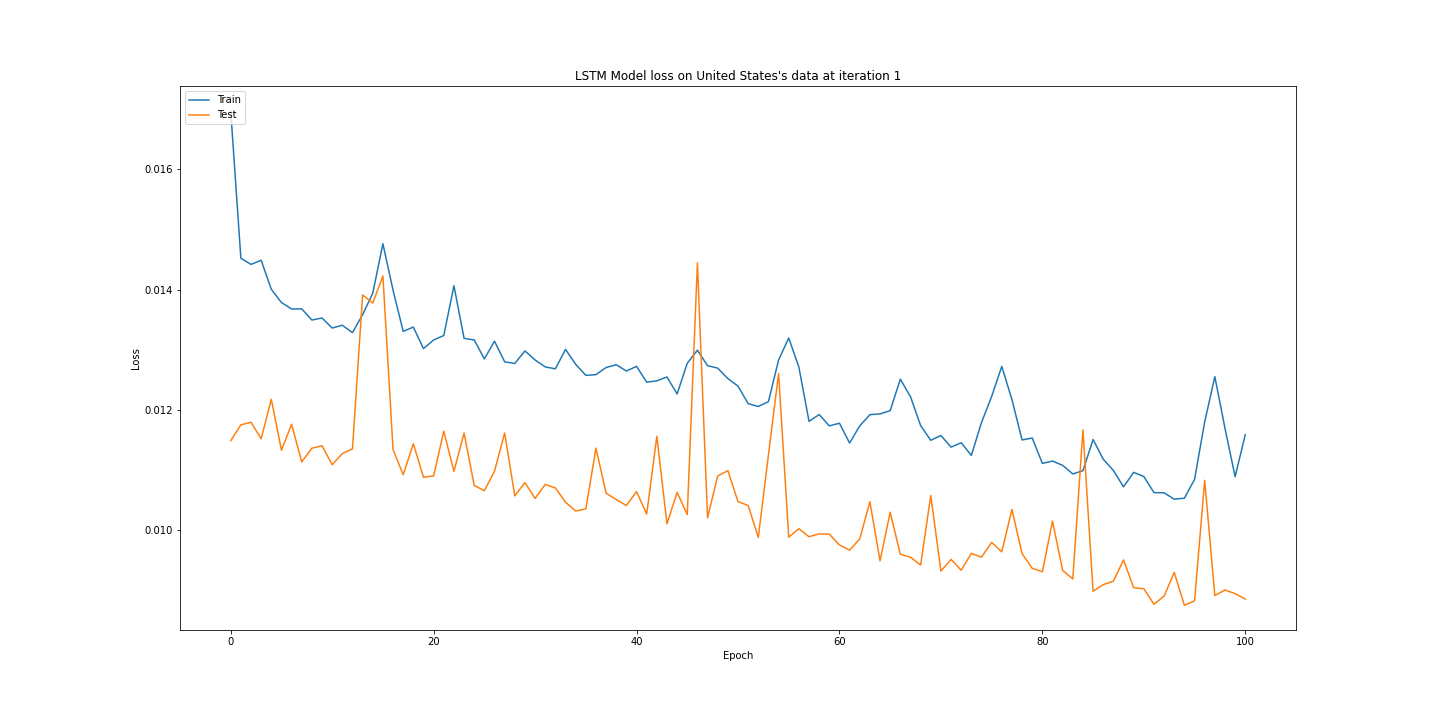 LSTM Model loss on United States's data at iteration 1
Train
Test
0.016
0.014
0.012
0.010
Loss
0 20 40 60 80 100
Epoch